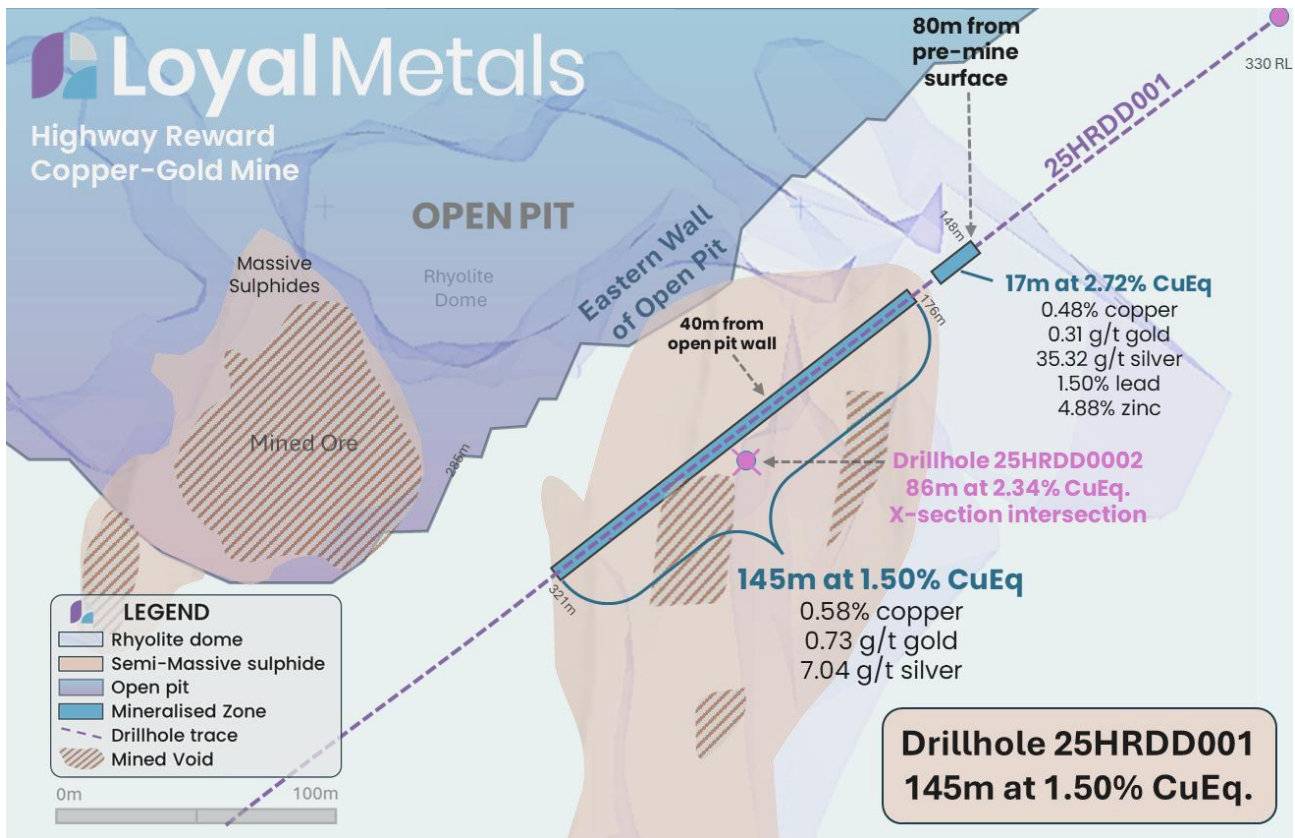 Loyal Metals
Highway Reward
Copper-Gold Mine
80m from
pre-mine
surface
330 RL
25HRDD001
OPEN PIT
Rhyolite
Dome
Eastern Wall
of Open Pit
Massive
Sulphides
Mined Ore
285m
148m
17m at 2.72% CuEq
0.48% copper
0.31 g/t gold
35.32 g/t silver
1.50% lead
4.88% zinc
176m
40m from
open pit wall
Drillhole 25HRDD0002
86m at 2.34% CuEq.
X-section intersection
321m
145m at 1.50% CuEq
0.58% copper
0.73 g/t gold
7.04 g/t silver
LEGEND
Rhyolite dome
Semi-Massive sulphide
Open pit
Mineralised Zone
Drillhole trace
Mined Void
0m
100m
Drillhole 25HRDD001
145m at 1.50% CuEq.